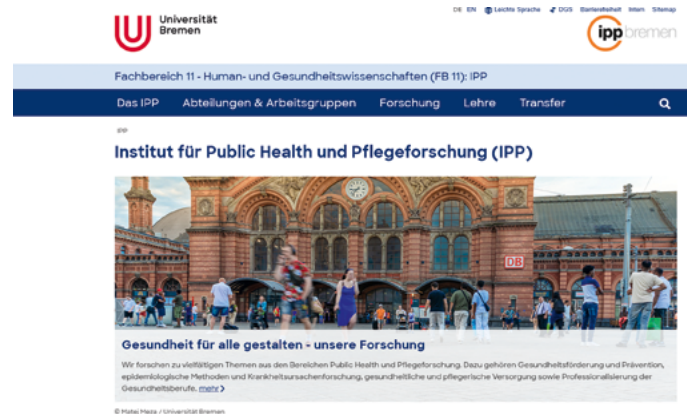 Universität
Bremen
DE EN Leichte Sprache DGS Barrierefreiheit Intern Sitemap
ipp bremen
Fachbereich 11 - Human- und Gesundheitswissenschaften (FB 11): IPP
Das IPP Abteilungen & Arbeitsgruppen Forschung Lehre Transfer
IPP
Institut für Public Health und Pflegeforschung (IPP)
DB
Gesundheit für alle gestalten - unsere Forschung
Wir forschen zu vielfältigen Themen aus den Bereichen Public Health und Pflegeforschung. Dazu gehören Gesundheitsförderung und Prävention,
epidemiologische Methoden und Krankheitsursachenforschung, gesundheitliche und pflegerische Versorgung sowie Professionalisierung der
Gesundheitsberufe. mehr
© Matej Meza / Universität Bremen